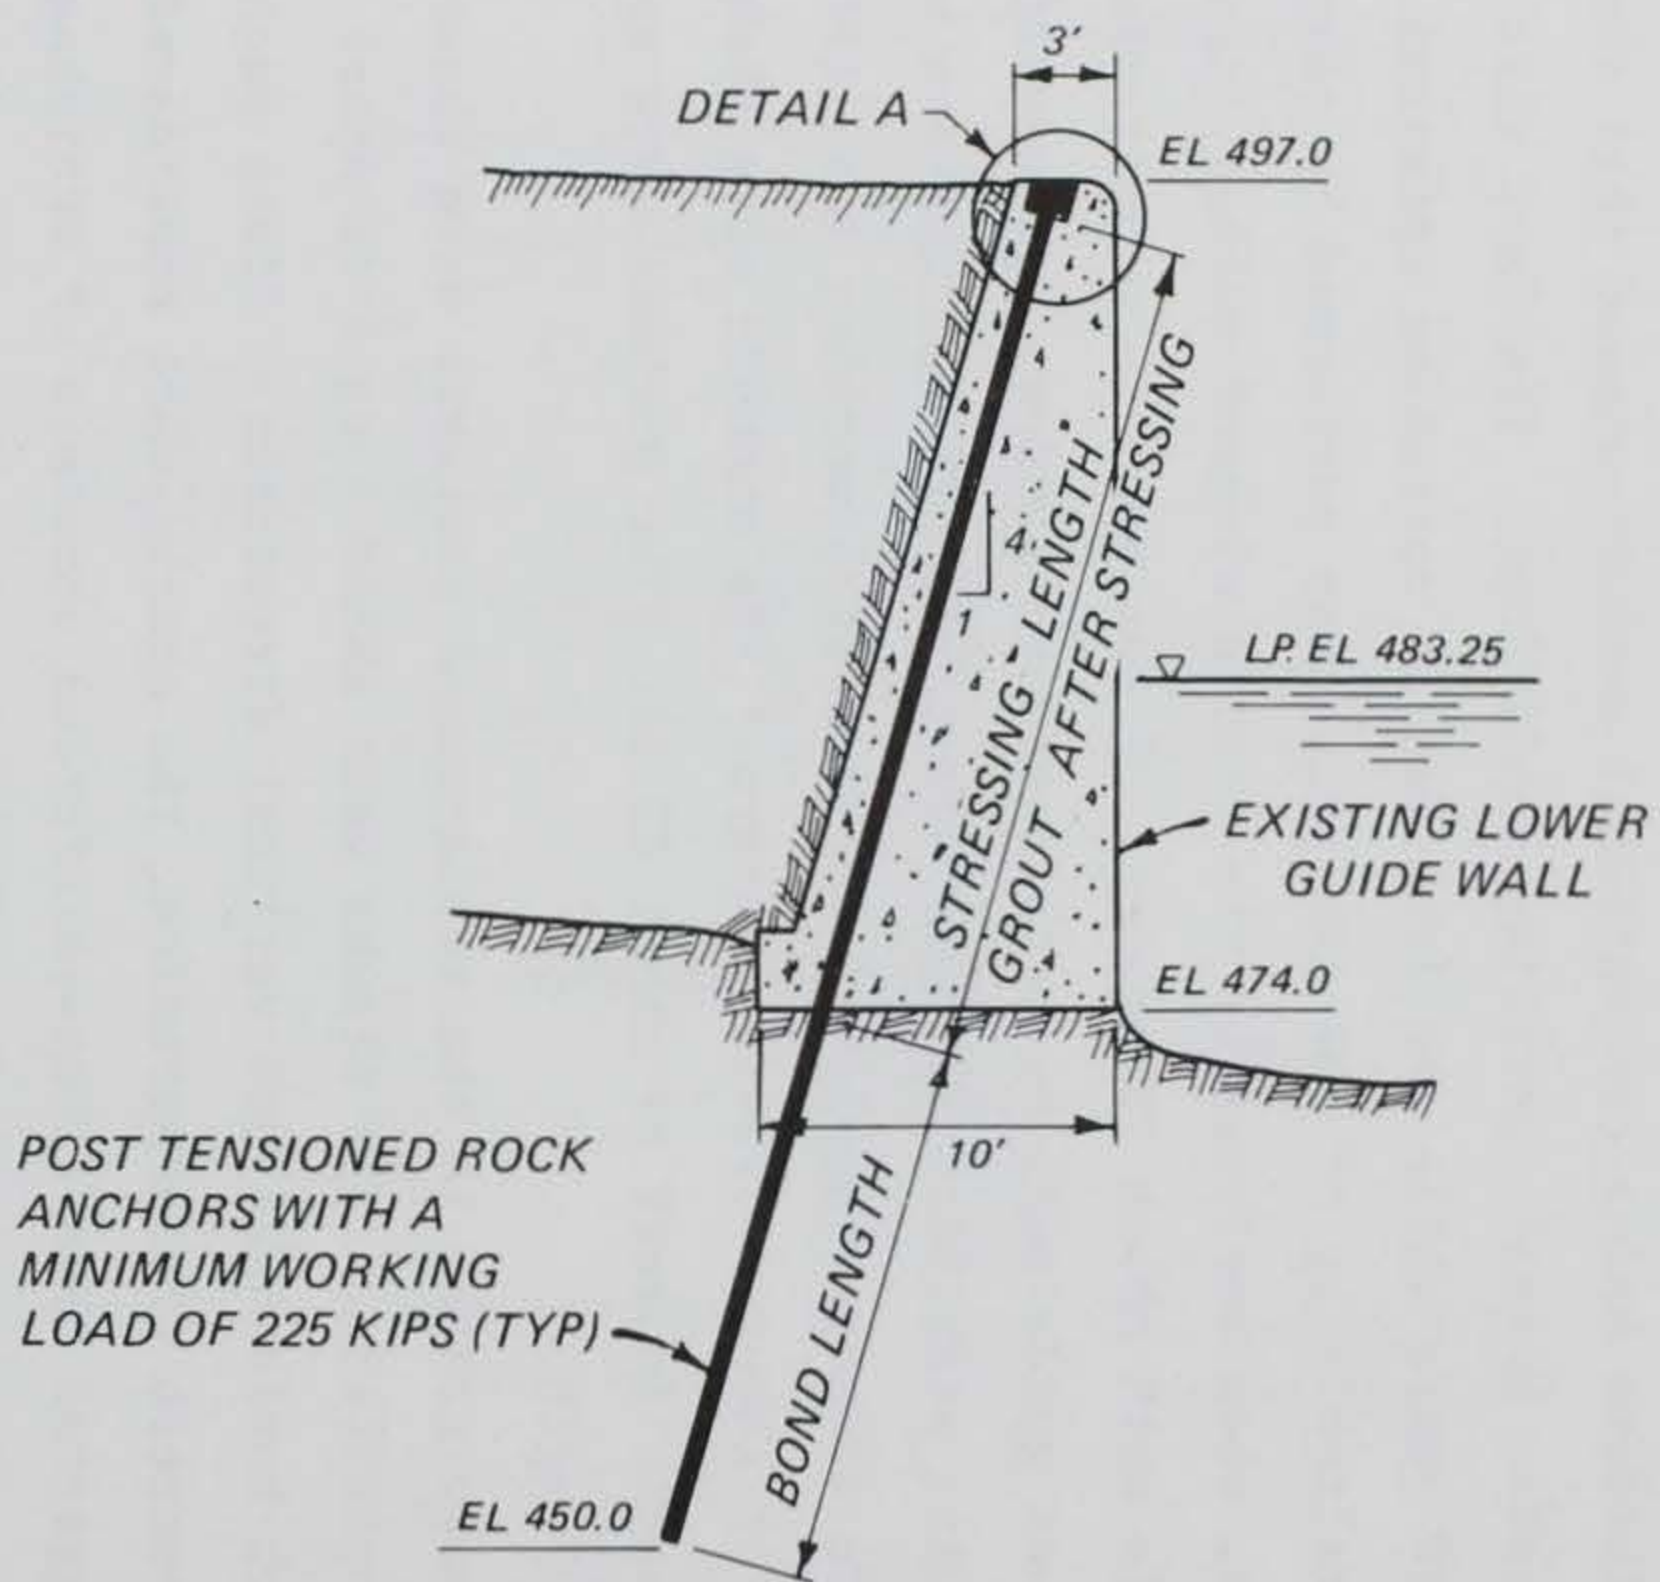 3'
DETAIL A
EL 497.0
4
1
STRESSING LENGTH
GROUT AFTER STRESSING
L.P. EL 483.25
EXISTING LOWER
GUIDE WALL
EL 474.0
10'
POST TENSIONED ROCK
ANCHORS WITH A
MINIMUM WORKING
LOAD OF 225 KIPS (TYP)
BOND LENGTH
EL 450.0